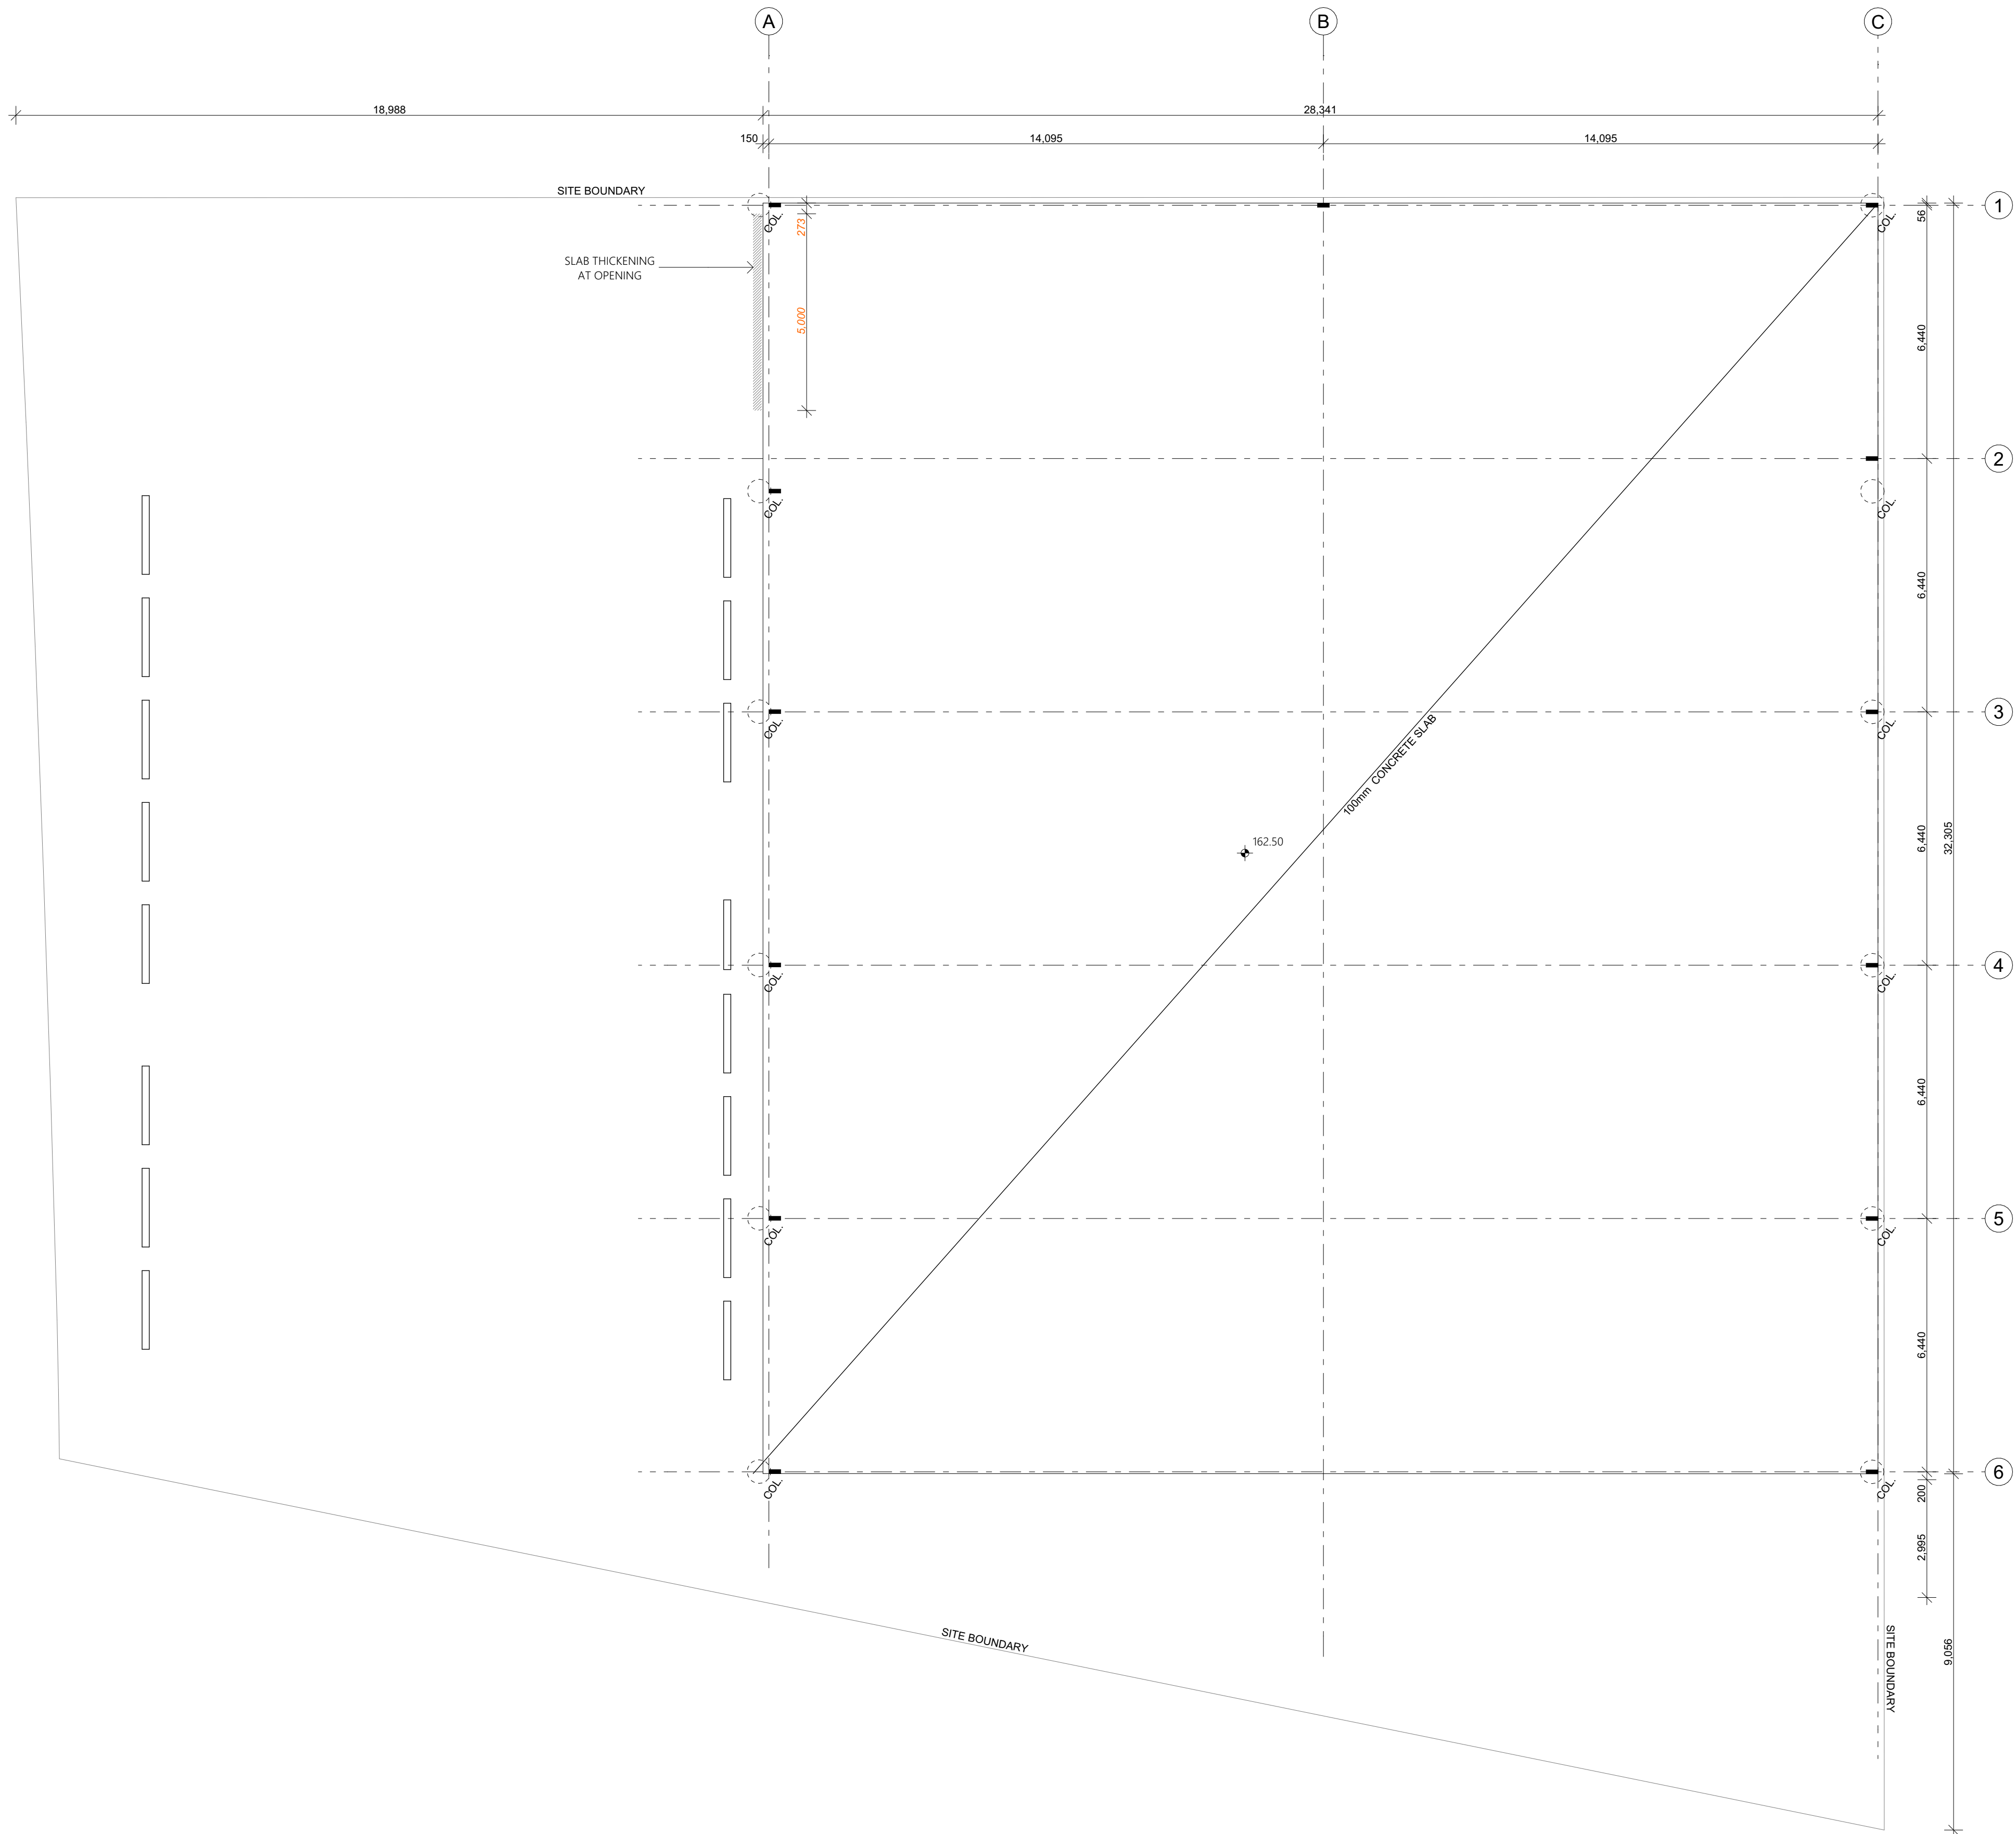 A
B
C
18,988
28,341
150
14,095
14,095
SITE BOUNDARY
COL.
COL.
273
56
1
SLAB THICKENING
AT OPENING
5,000
6,440
2
COL.
COL.
6,440
COL.
COL.
3
100mm CONCRETE SLAB
162.50
6,440
32,305
COL.
COL.
4
6,440
COL.
COL.
5
6,440
COL.
COL.
6
200
2,995
SITE BOUNDARY
SITE BOUNDARY
9,056